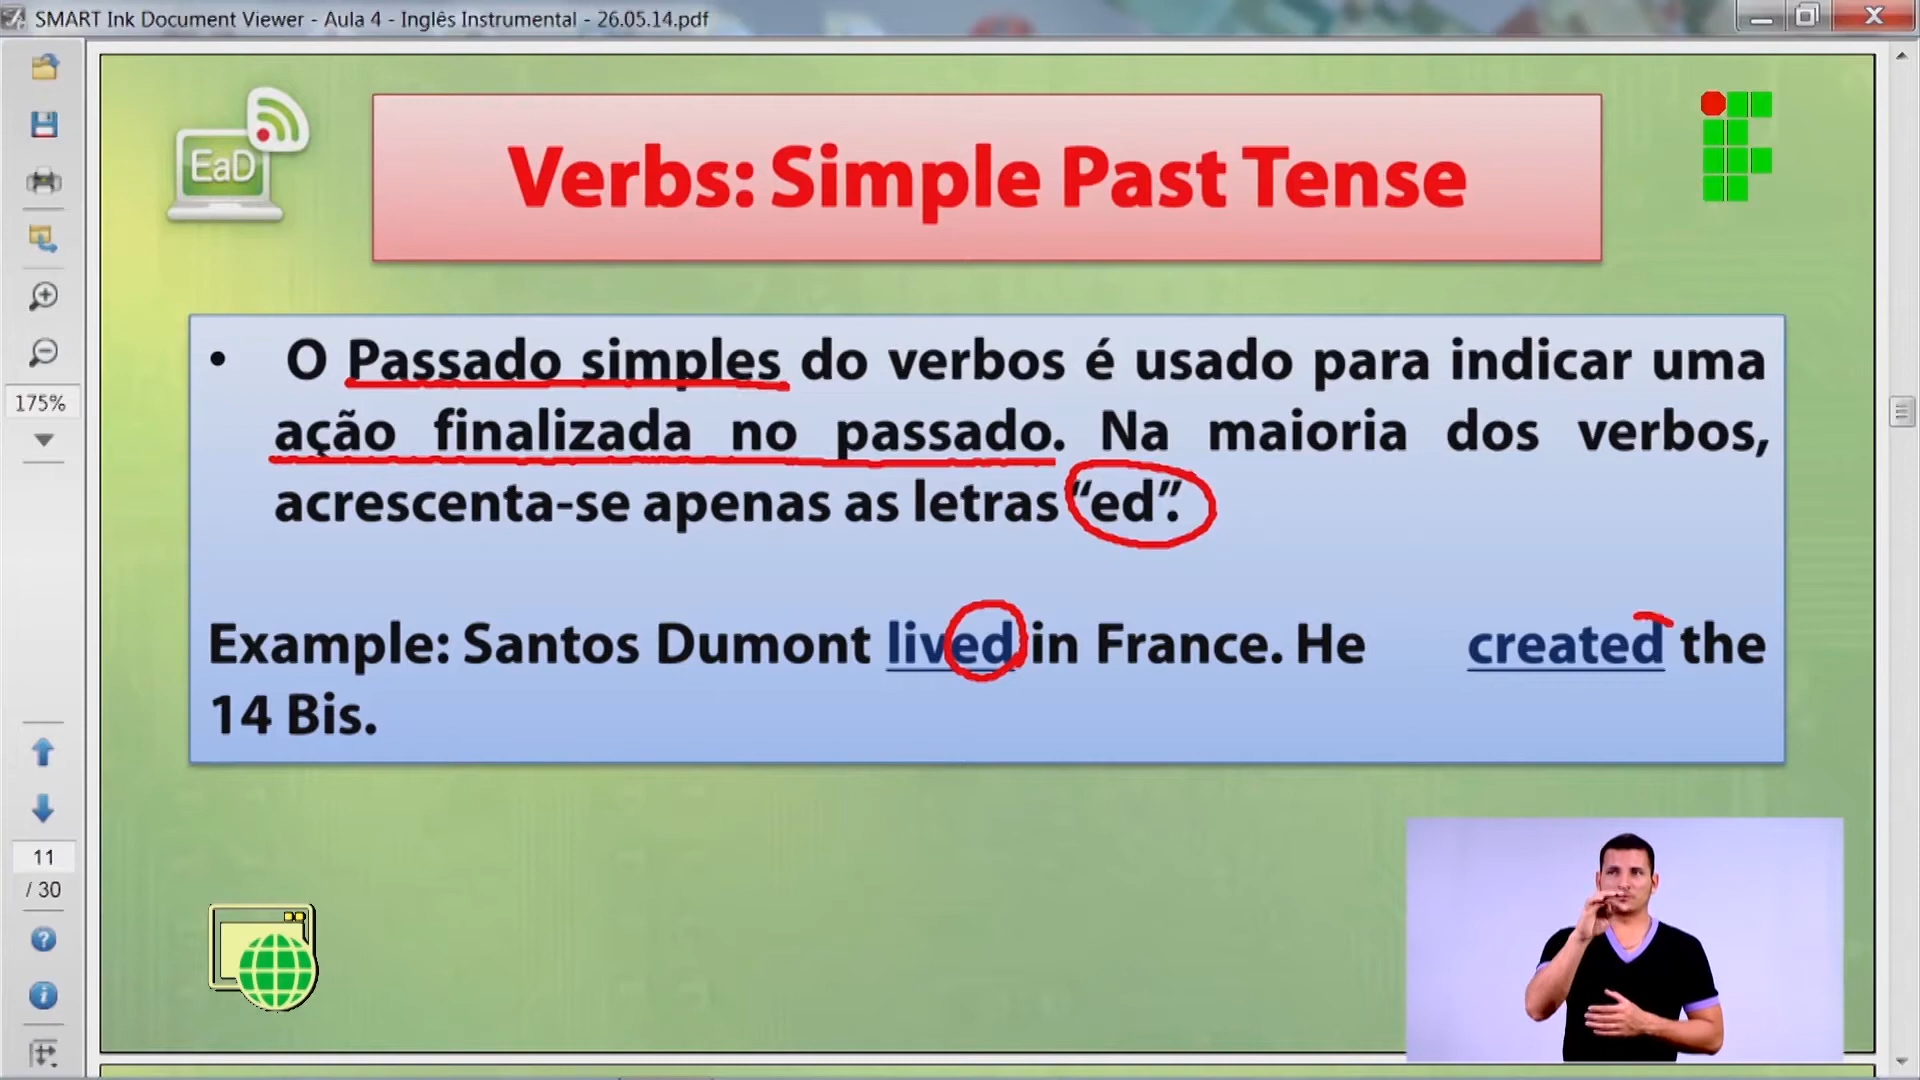 SMART Ink Document Viewer - Aula 4 - Inglês Instrumental - 26.05.14.pdf
EaD
Verbs: Simple Past Tense
175%
• O Passado simples do verbos é usado para indicar uma
ação finalizada no passado. Na maioria dos verbos,
acrescenta-se apenas as letras “ed”.
Example: Santos Dumont lived in France. He created the
14 Bis.
11
/ 30